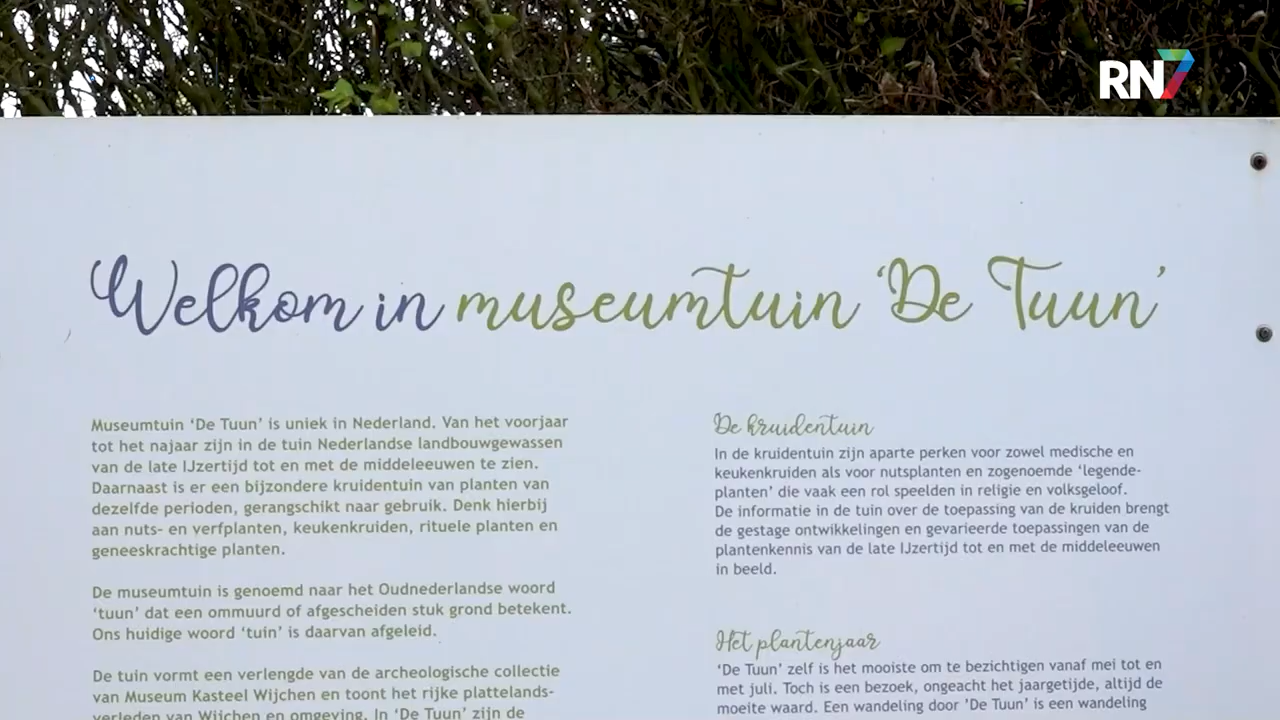 RN7
Welkom in museumtuin ‘De Tuun’
Museumtuin ‘De Tuun’ is uniek in Nederland. Van het voorjaar
tot het najaar zijn in de tuin Nederlandse landbouwgewassen
van de late IJzertijd tot en met de middeleeuwen te zien.
Daarnaast is er een bijzondere kruidentuin van planten van
dezelfde perioden, gerangschikt naar gebruik. Denk hierbij
aan nuts- en verfplanten, keukenkruiden, rituele planten en
geneeskrachtige planten.
De museumtuin is genoemd naar het Oudnederlandse woord
‘tuun’ dat een ommuurd of afgescheiden stuk grond betekent.
Ons huidige woord ‘tuin’ is daarvan afgeleid.
De tuin vormt een verlengde van de archeologische collectie
van Museum Kasteel Wijchen en toont het rijke plattelands-
verleden van Wijchen en omgeving. In ‘De Tuun’ zijn de
De kruidentuin
In de kruidentuin zijn aparte perken voor zowel medische en
keukenkruiden als voor nutsplanten en zogenoemde ‘legende-
planten’ die vaak een rol speelden in religie en volksgeloof.
De informatie in de tuin over de toepassing van de kruiden brengt
de gestage ontwikkelingen en gevarieerde toepassingen van de
plantenkennis van de late IJzertijd tot en met de middeleeuwen
in beeld.
Het plantenjaar
‘De Tuun’ zelf is het mooiste om te bezichtigen vanaf mei tot en
met juli. Toch is een bezoek, ongeacht het jaargetijde, altijd de
moeite waard. Een wandeling door ’De Tuun’ is een wandeling